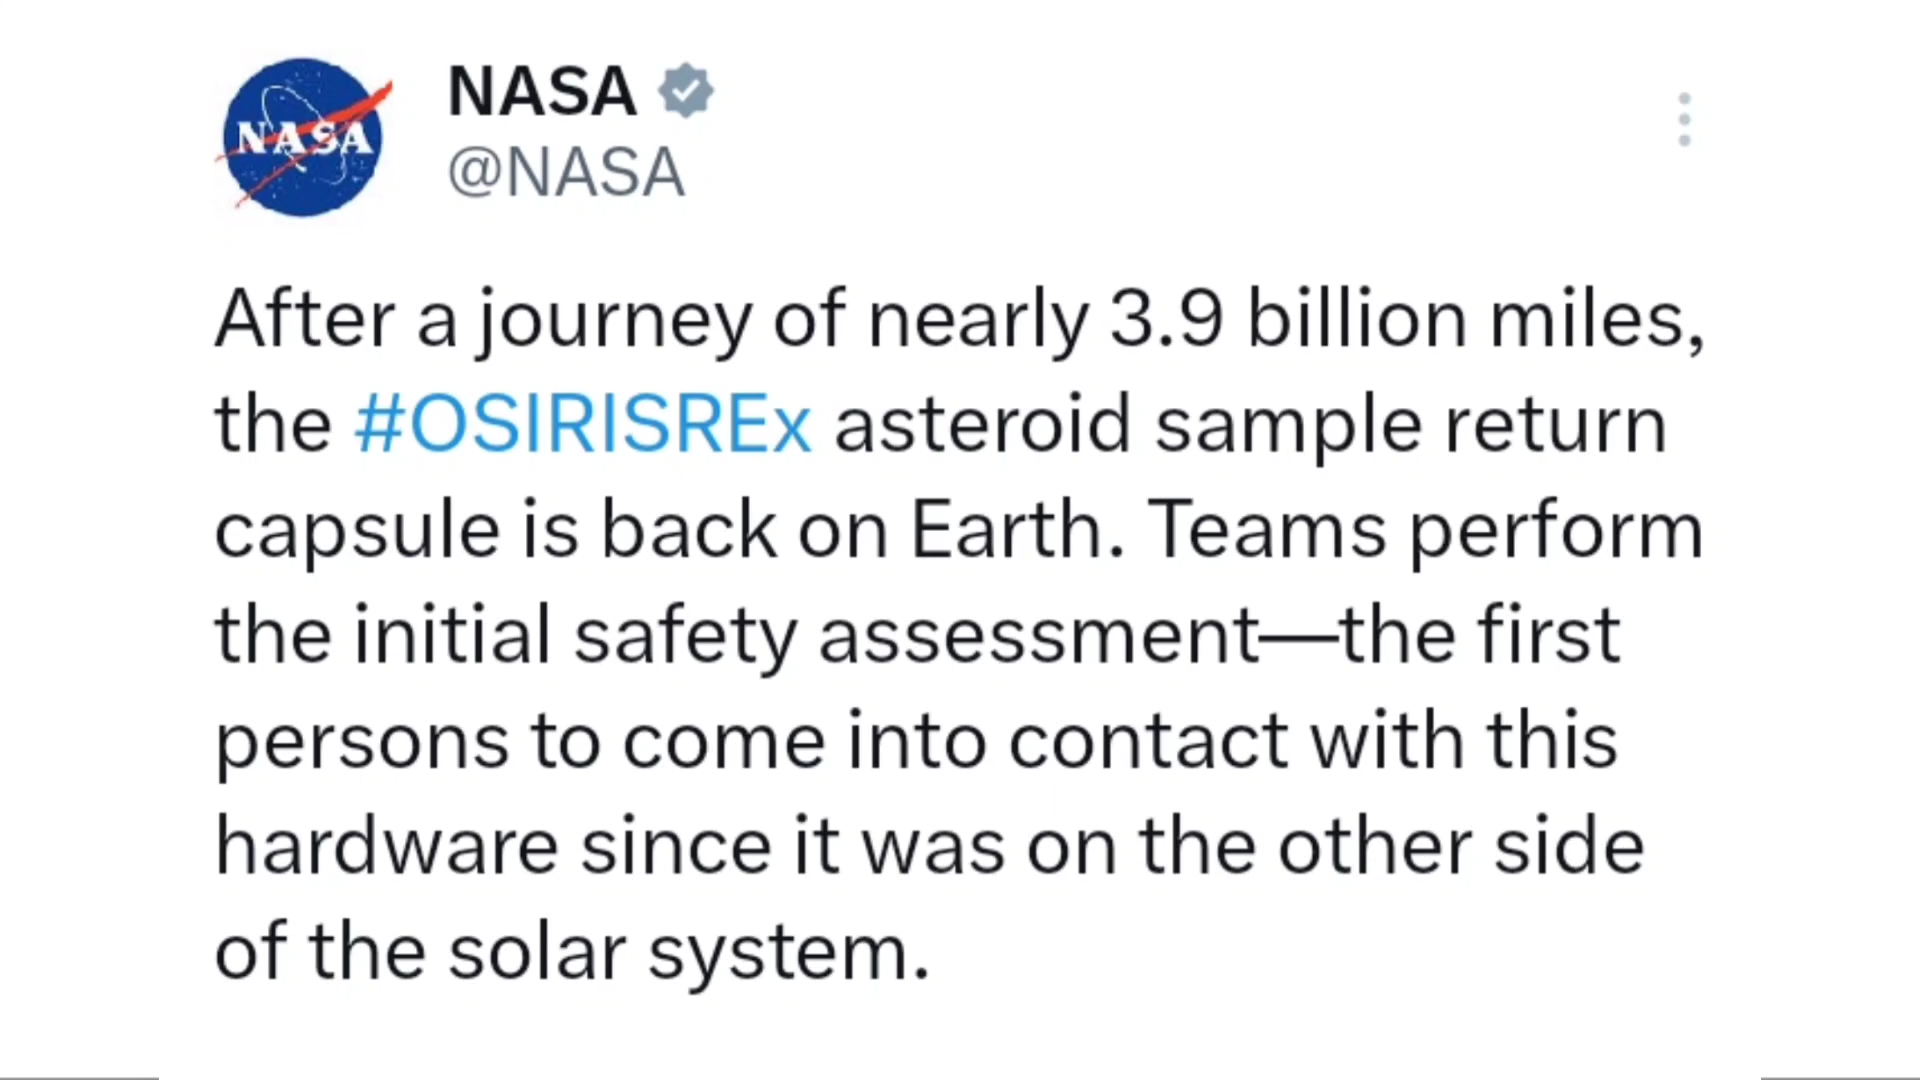 NASA
NASA
@NASA
After a journey of nearly 3.9 billion miles,
the #OSIRISREx asteroid sample return
capsule is back on Earth. Teams perform
the initial safety assessment—the first
persons to come into contact with this
hardware since it was on the other side
of the solar system.